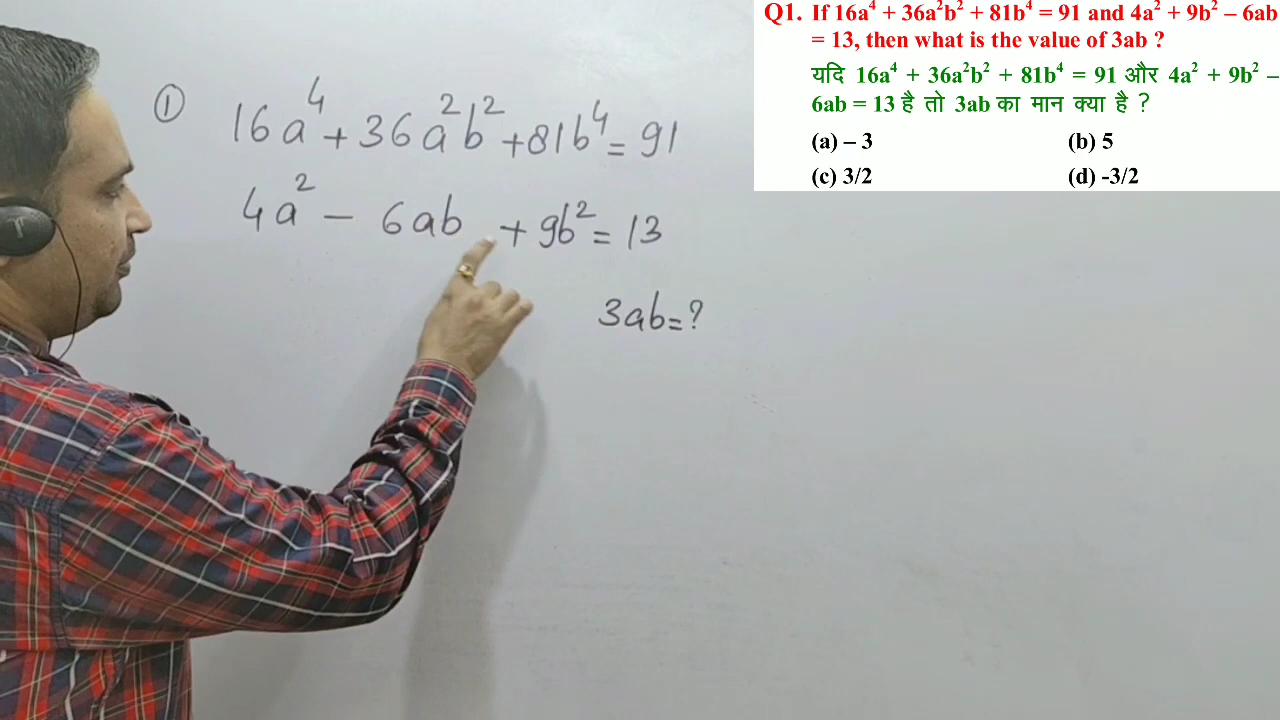 Q1. If 16a⁴ + 36a²b² + 81b⁴ = 91 and 4a² + 9b² – 6ab
= 13, then what is the value of 3ab ?
यदि 16a⁴ + 36a²b² + 81b⁴ = 91 और 4a² + 9b² –
6ab = 13 है तो 3ab का मान क्या है ?
(a) – 3
(b) 5
(c) 3/2
(d) -3/2
① 16a⁴ + 36a²b² + 81b⁴ = 91
4a² – 6ab + 9b² = 13
3ab = ?